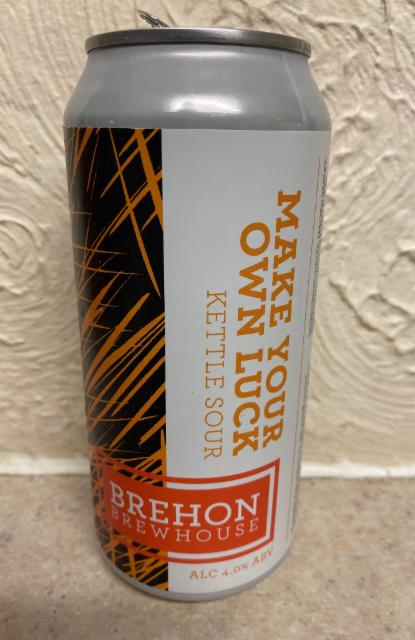 MAKE YOUR
OWN LUCK
KETTLE SOUR
BREHON
BREWHOUSE
ALC 4.0% ABV